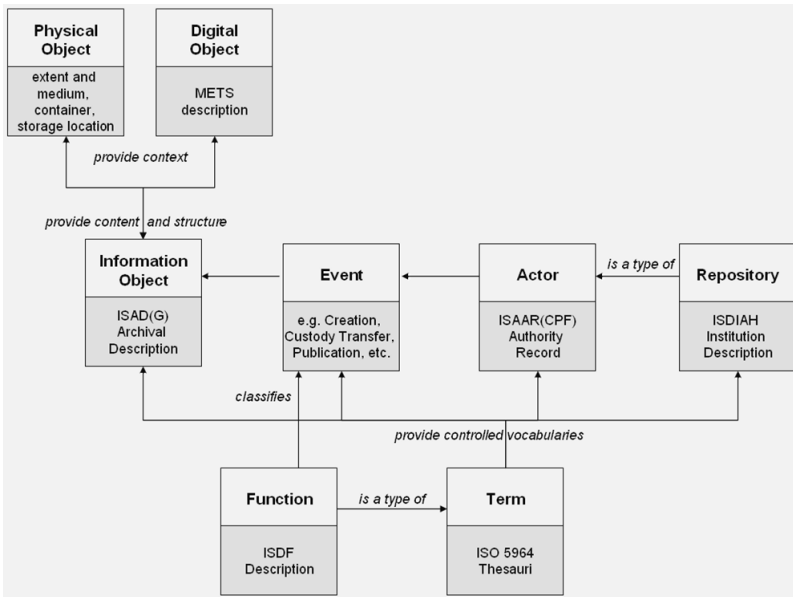 Physical
Object
extent and
medium,
container,
storage location
Digital
Object
METS
description
provide context
provide content and structure
Information
Object
ISAD(G)
Archival
Description
Event
e.g. Creation,
Custody Transfer,
Publication, etc.
Actor
ISAAR(CPF)
Authority
Record
is a type of
Repository
ISDIAH
Institution
Description
classifies
provide controlled vocabularies
Function
ISDF
Description
is a type of
Term
ISO 5964
Thesauri